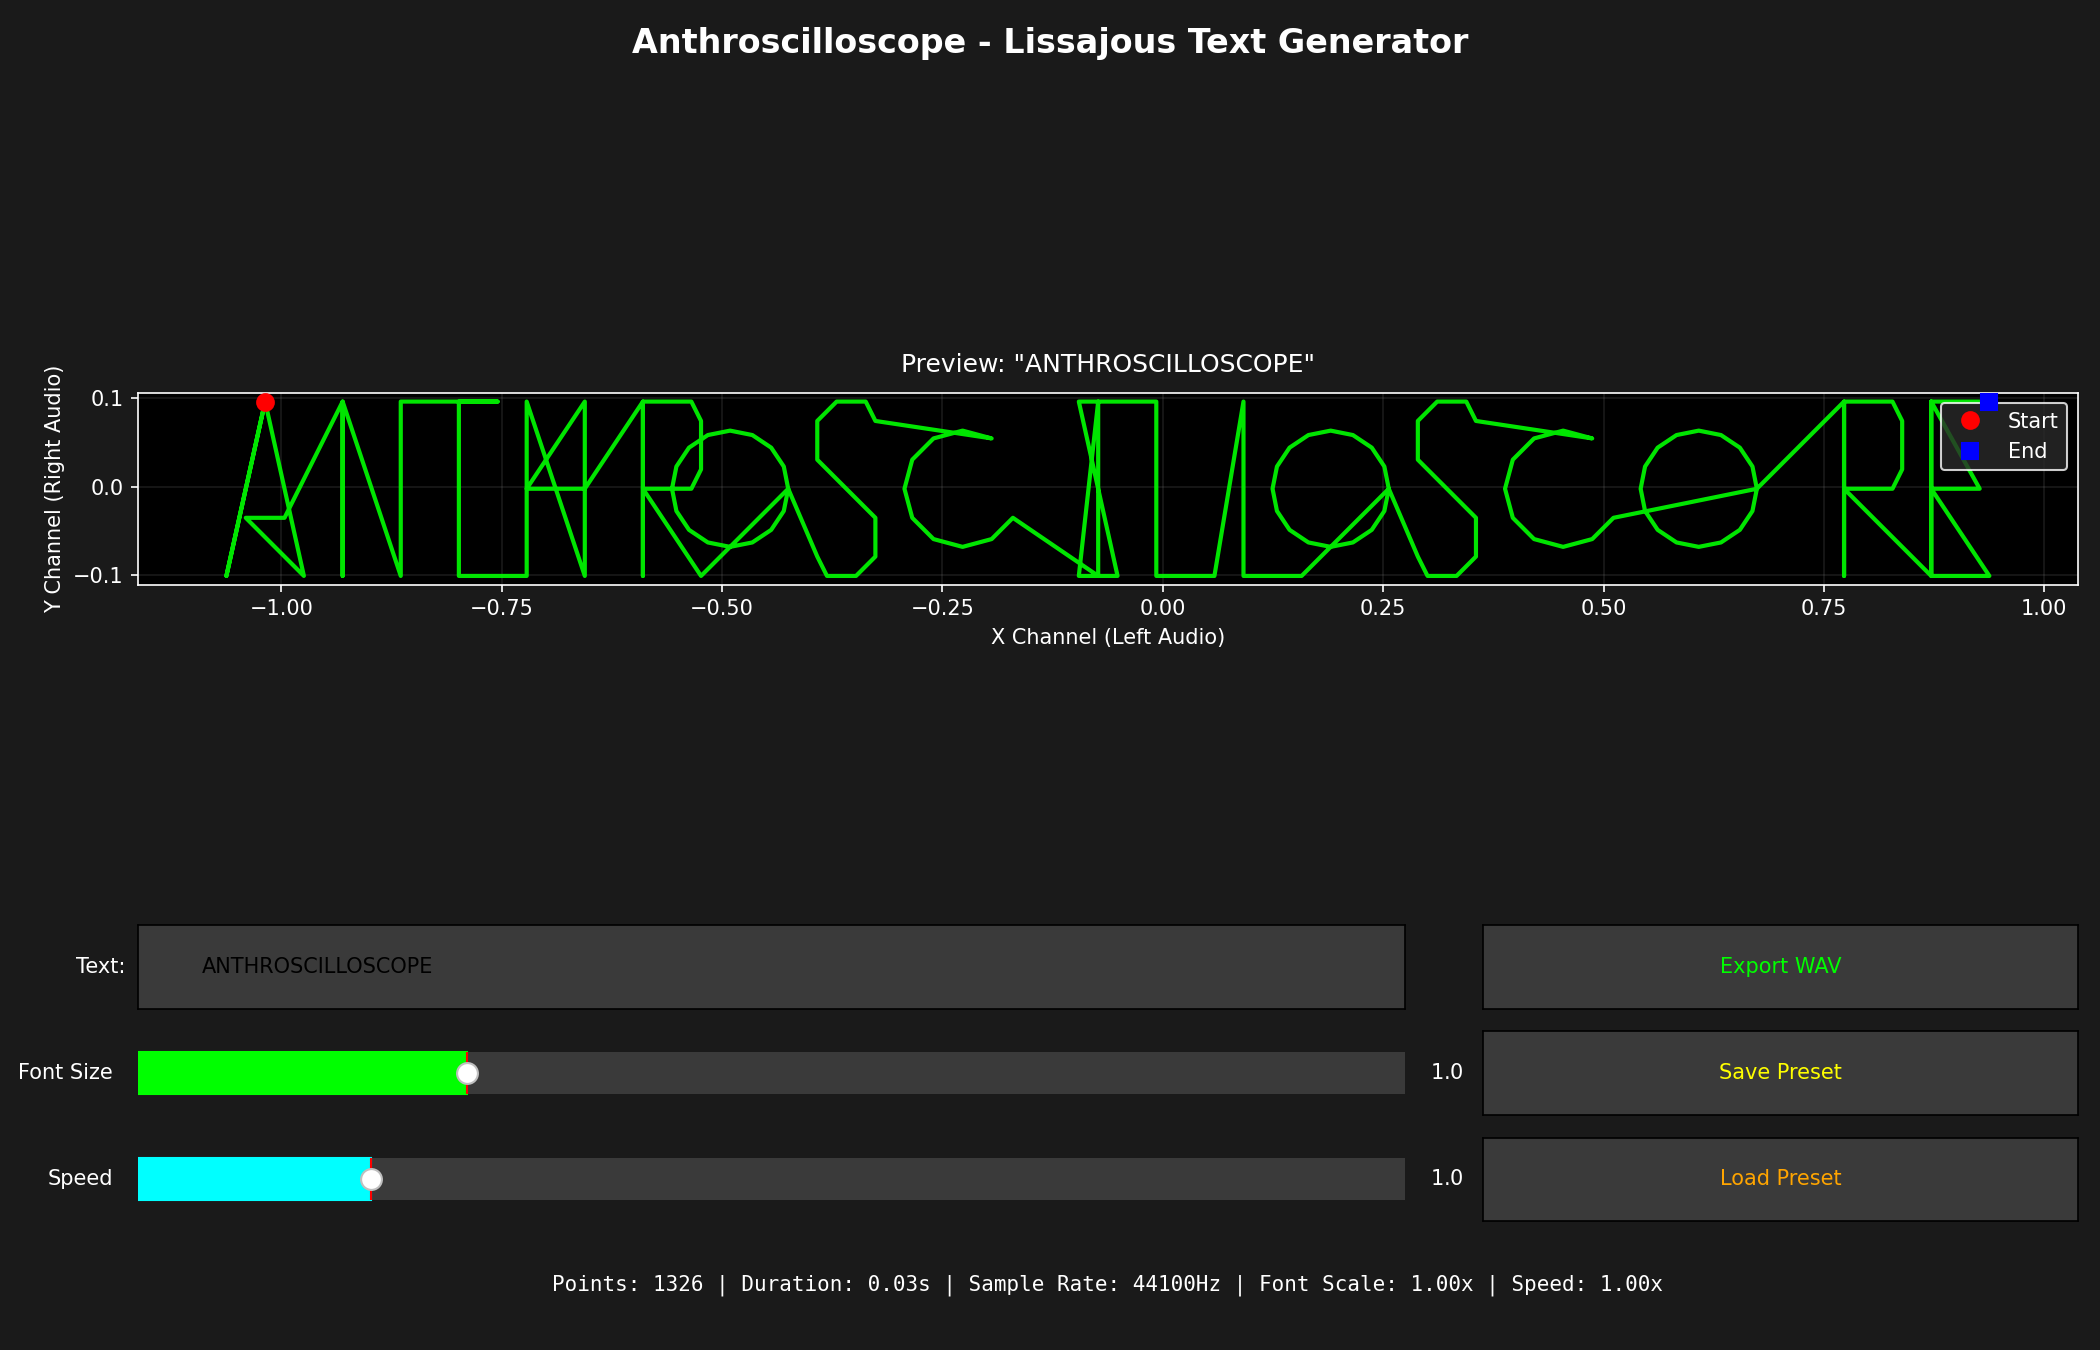 Anthroscilloscope - Lissajous Text Generator
Preview: "ANTHROSCILLOSCOPE"
Y Channel (Right Audio)
0.1
0.0
−0.1
ANTHROSCILLOSCOPE
Start
End
−1.00 −0.75 −0.50 −0.25 0.00 0.25 0.50 0.75 1.00
X Channel (Left Audio)
Text: ANTHROSCILLOSCOPE Export WAV
Font Size 1.0 Save Preset
Speed 1.0 Load Preset
Points: 1326 | Duration: 0.03s | Sample Rate: 44100Hz | Font Scale: 1.00x | Speed: 1.00x